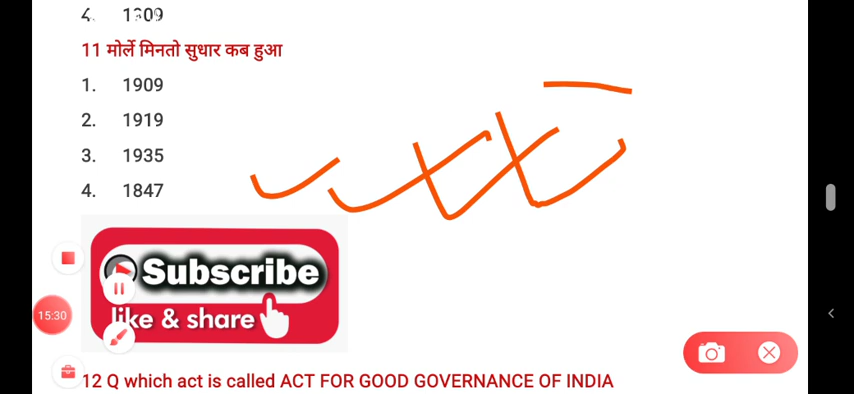 4.
11 मोर्ले मिनतो सुधार कब हुआ
1. 1909
2. 1919
3. 1935
4. 1847
Subscribe
like & share
15:30
12 Q which act is called ACT FOR GOOD GOVERNANCE OF INDIA